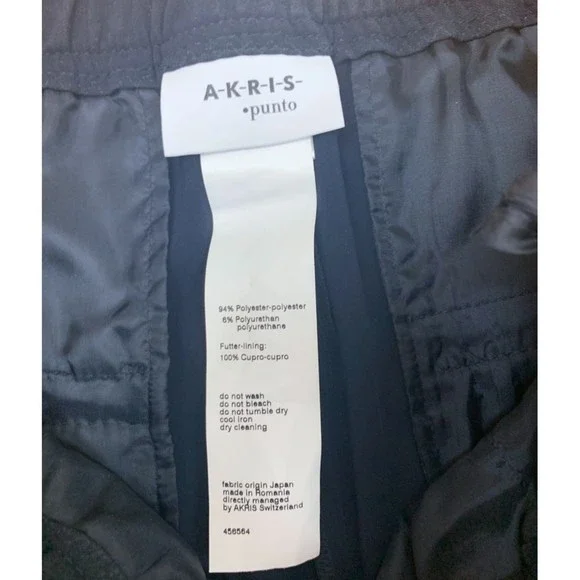 A-K-R-I-S-
•punto
94% Polyester-polyester
6% Polyurethan
polyurethane
Futter-lining:
100% Cupro-cupro
do not wash
do not bleach
do not tumble dry
cool iron
dry cleaning
fabric origin Japan
made in Romania
directly managed
by AKRIS Switzerland
456564